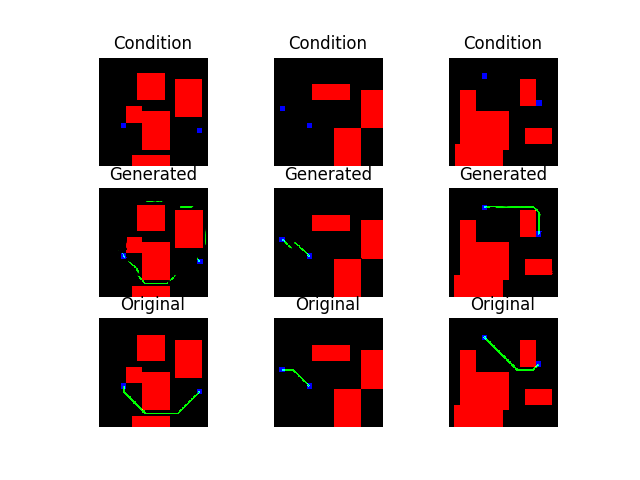 Condition Condition Condition
Generated Generated Generated
Original Original Original